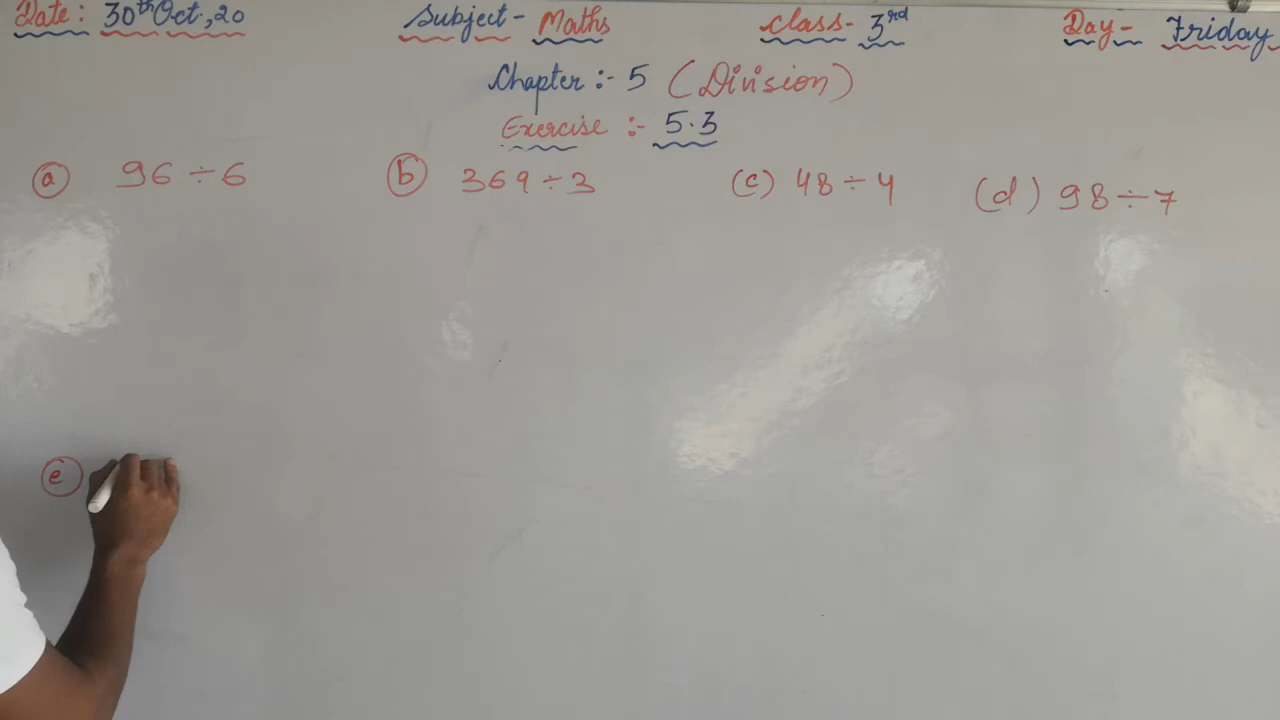 Date: 30th Oct, 20 Subject- Maths Class- 3rd Day- Friday
Chapter:- 5 (Division)
Exercise :- 5.3
(a) 96 ÷ 6 (b) 369 ÷ 3 (c) 48 ÷ 4 (d) 98 ÷ 7
(e)